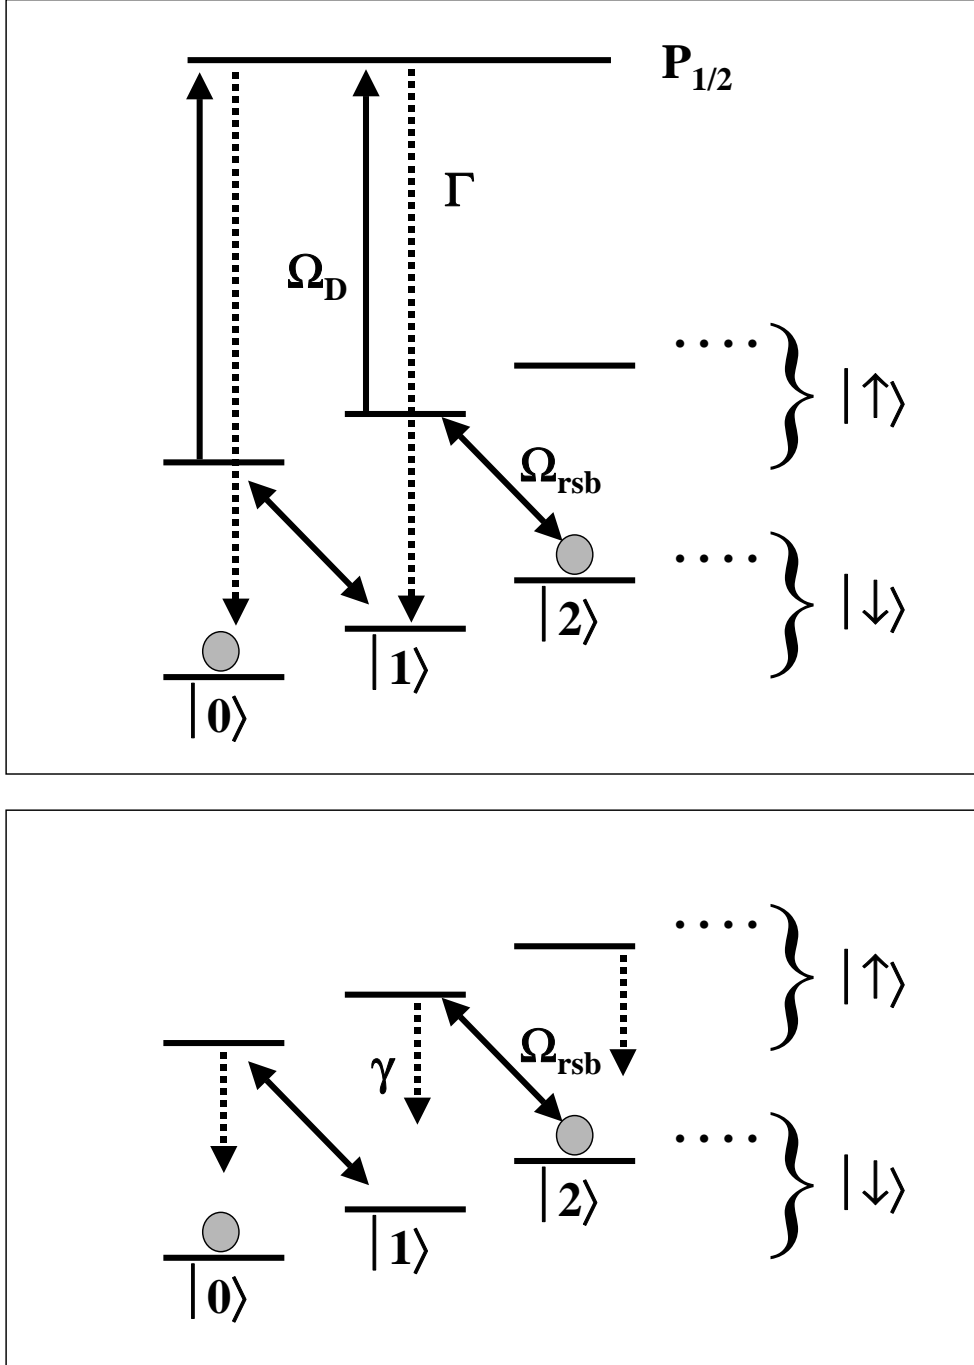 P1/2
Γ
ΩD
. . . .
|↑⟩
Ωrsb
. . . .
|↓⟩
|2⟩
|1⟩
|0⟩
. . . .
|↑⟩
Ωrsb
γ
. . . .
|↓⟩
|2⟩
|1⟩
|0⟩